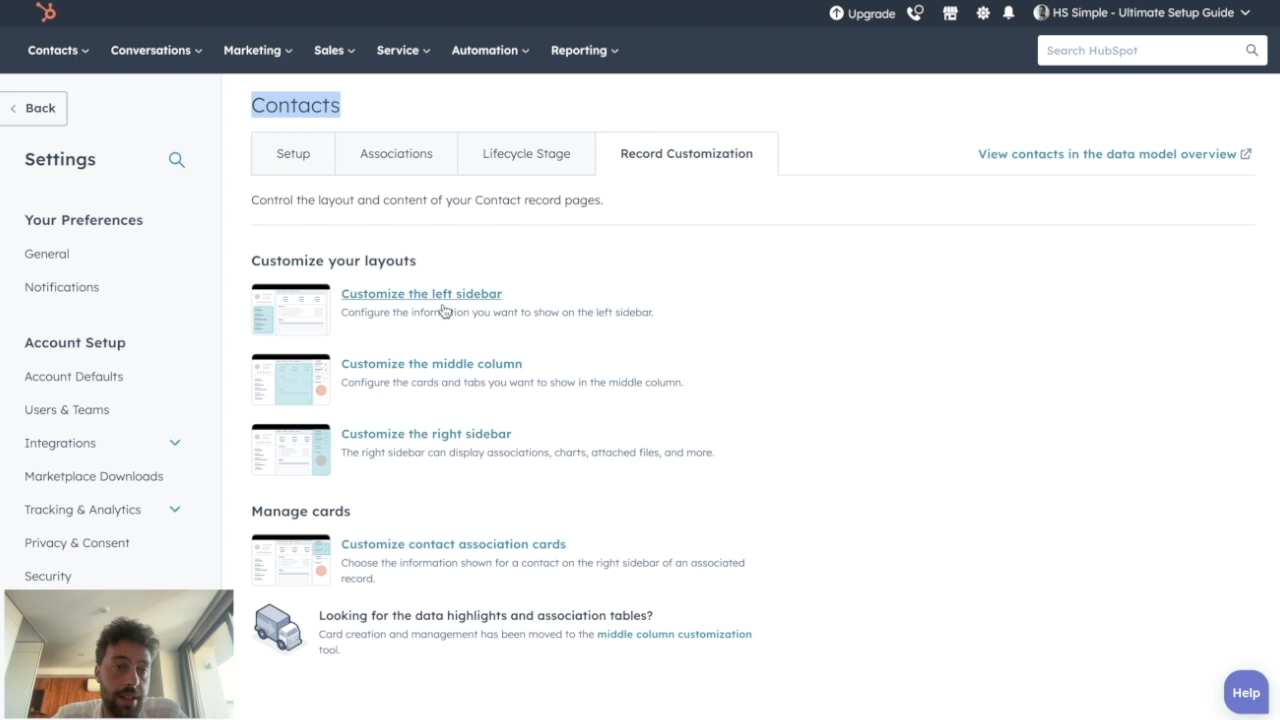 Upgrade
HS Simple - Ultimate Setup Guide
Contacts
Conversations
Marketing
Sales
Service
Automation
Reporting
Search HubSpot
Back
Settings
Your Preferences
General
Notifications
Account Setup
Account Defaults
Users & Teams
Integrations
Marketplace Downloads
Tracking & Analytics
Privacy & Consent
Security
Contacts
Setup
Associations
Lifecycle Stage
Record Customization
View contacts in the data model overview
Control the layout and content of your Contact record pages.
Customize your layouts
Customize the left sidebar
Configure the information you want to show on the left sidebar.
Customize the middle column
Configure the cards and tabs you want to show in the middle column.
Customize the right sidebar
The right sidebar can display associations, charts, attached files, and more.
Manage cards
Customize contact association cards
Choose the information shown for a contact on the right sidebar of an associated
record.
Looking for the data highlights and association tables?
Card creation and management has been moved to the middle column customization
tool.
Help